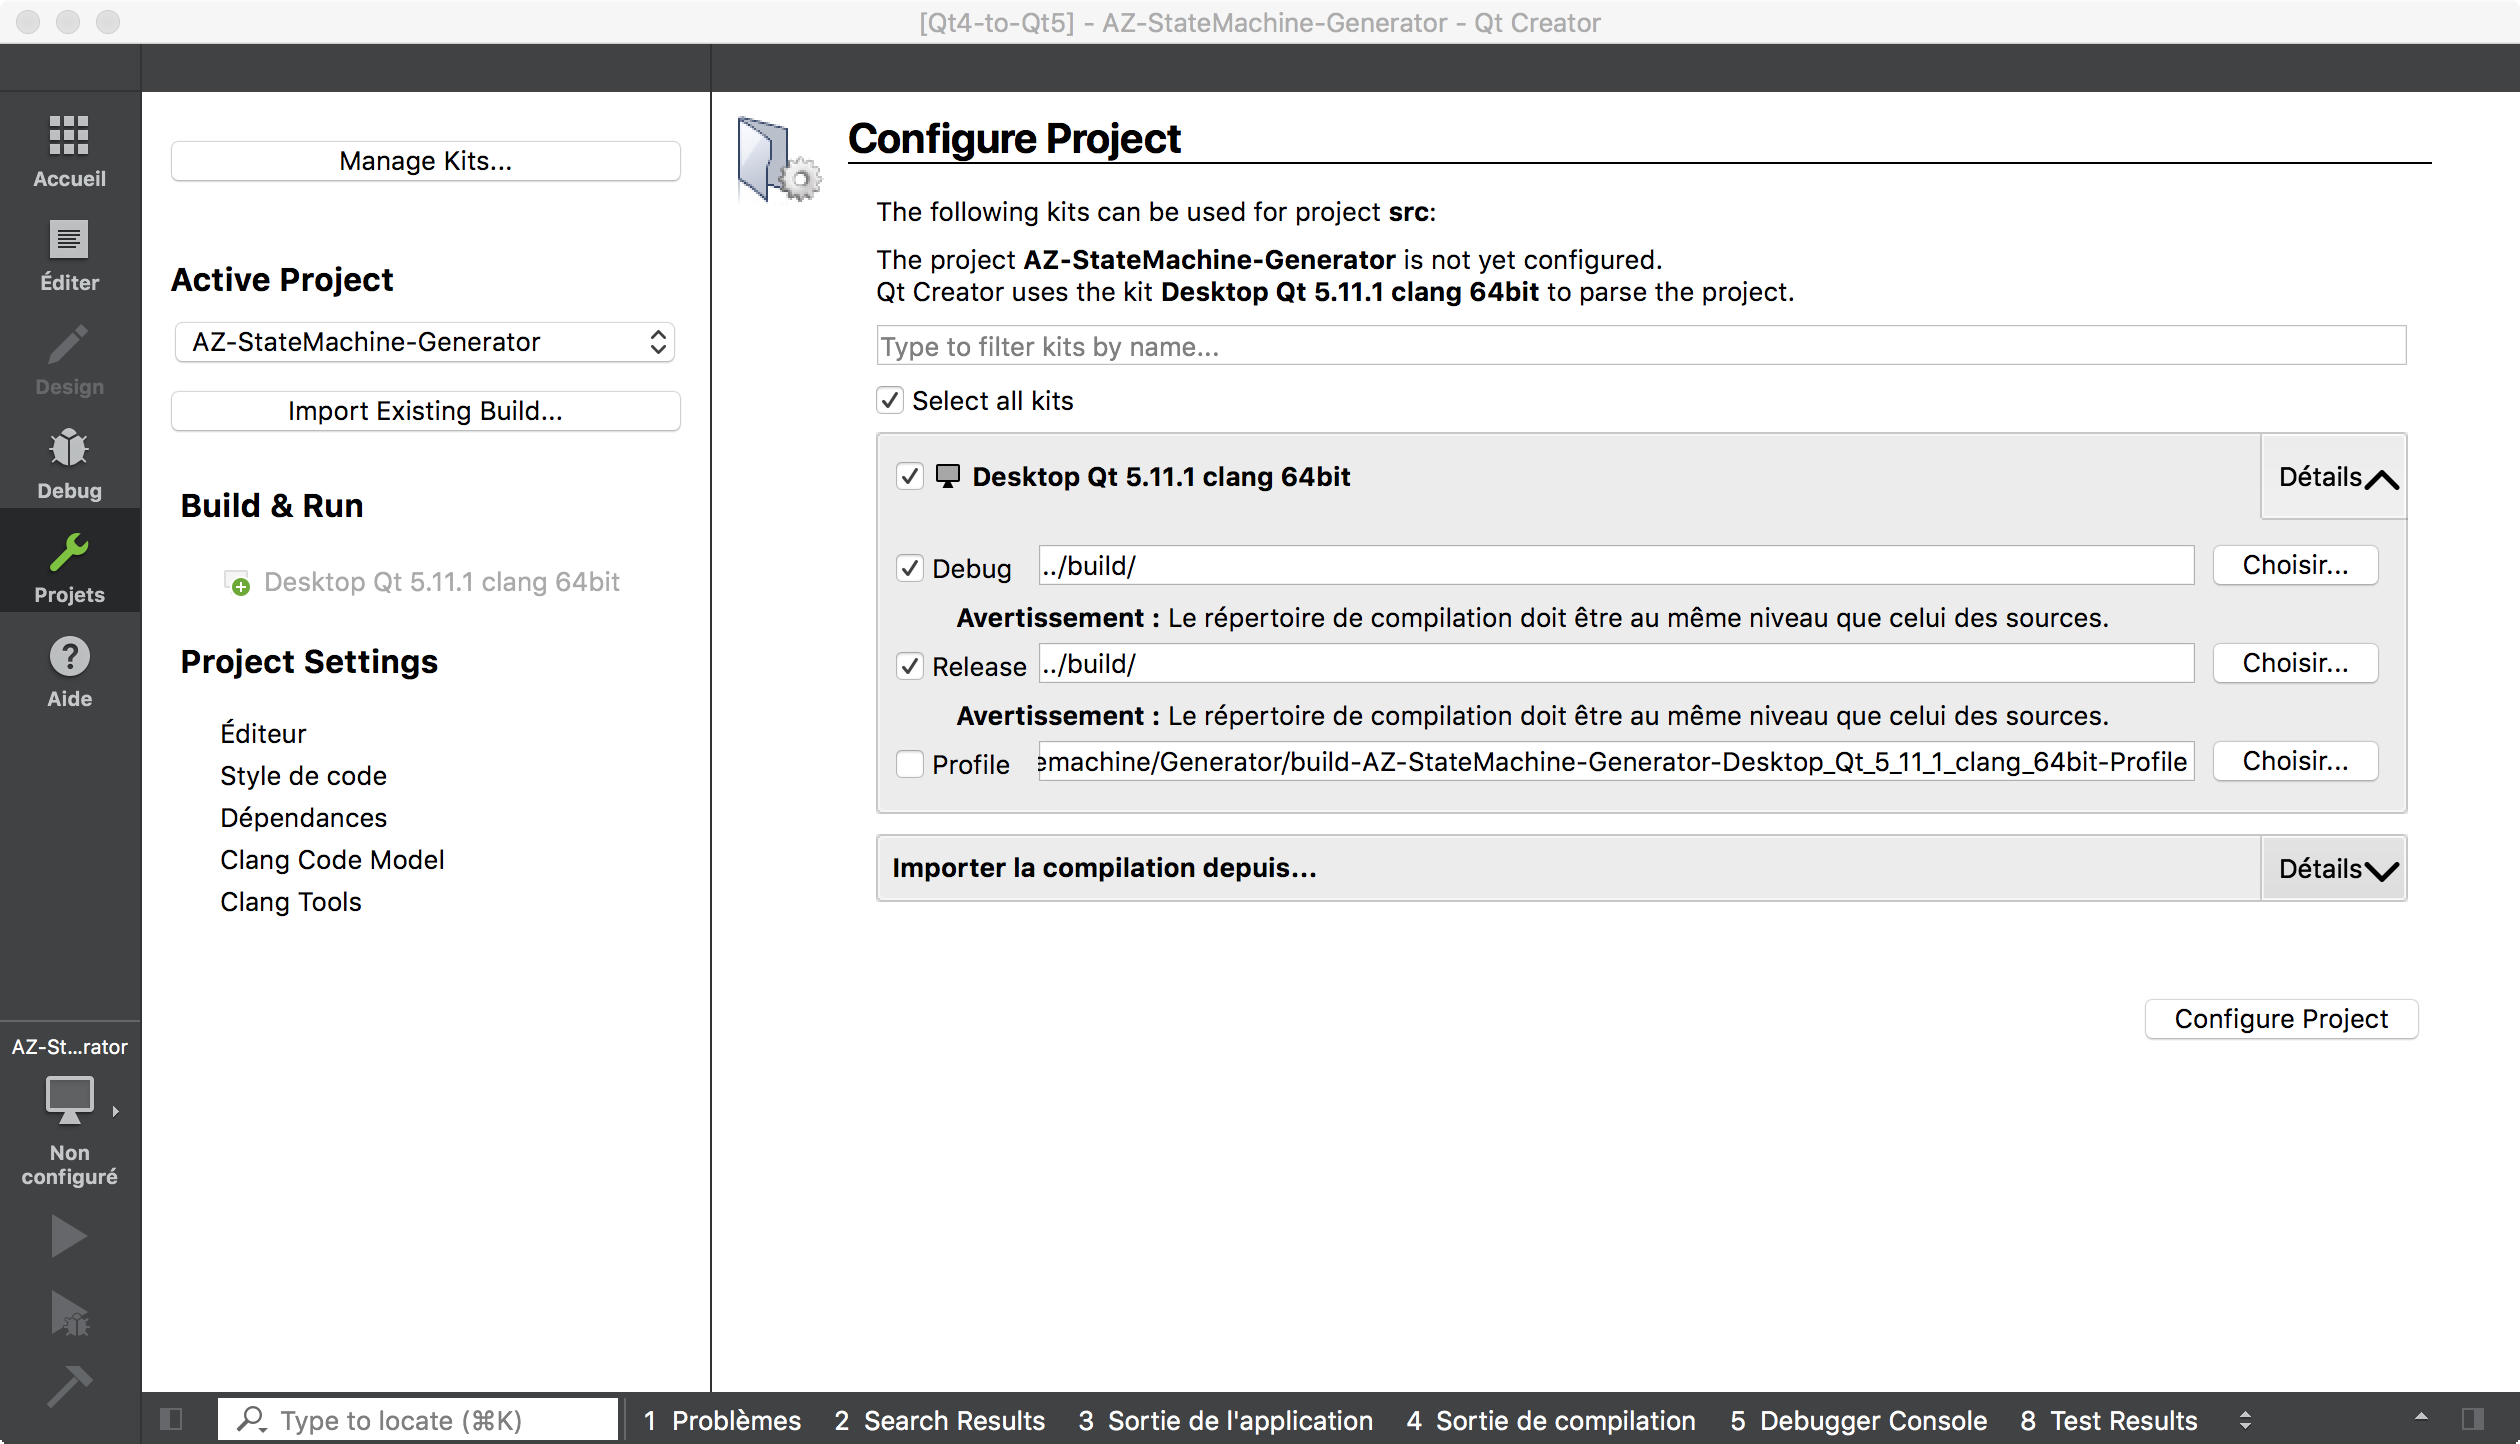 [Qt4-to-Qt5] - AZ-StateMachine-Generator - Qt Creator
Accueil
Éditer
Design
Debug
Projets
Aide
AZ-St...rator
Non
configuré
Manage Kits...
Active Project
AZ-StateMachine-Generator
Import Existing Build...
Build & Run
Desktop Qt 5.11.1 clang 64bit
Project Settings
Éditeur
Style de code
Dépendances
Clang Code Model
Clang Tools
Configure Project
The following kits can be used for project src:
The project AZ-StateMachine-Generator is not yet configured.
Qt Creator uses the kit Desktop Qt 5.11.1 clang 64bit to parse the project.
Type to filter kits by name...
Select all kits
Desktop Qt 5.11.1 clang 64bit Détails
Debug ../build/ Choisir...
Avertissement : Le répertoire de compilation doit être au même niveau que celui des sources.
Release ../build/ Choisir...
Avertissement : Le répertoire de compilation doit être au même niveau que celui des sources.
Profile emachine/Generator/build-AZ-StateMachine-Generator-Desktop_Qt_5_11_1_clang_64bit-Profile Choisir...
Importer la compilation depuis... Détails
Configure Project
Type to locate (⌘K) 1 Problèmes 2 Search Results 3 Sortie de l'application 4 Sortie de compilation 5 Debugger Console 8 Test Results